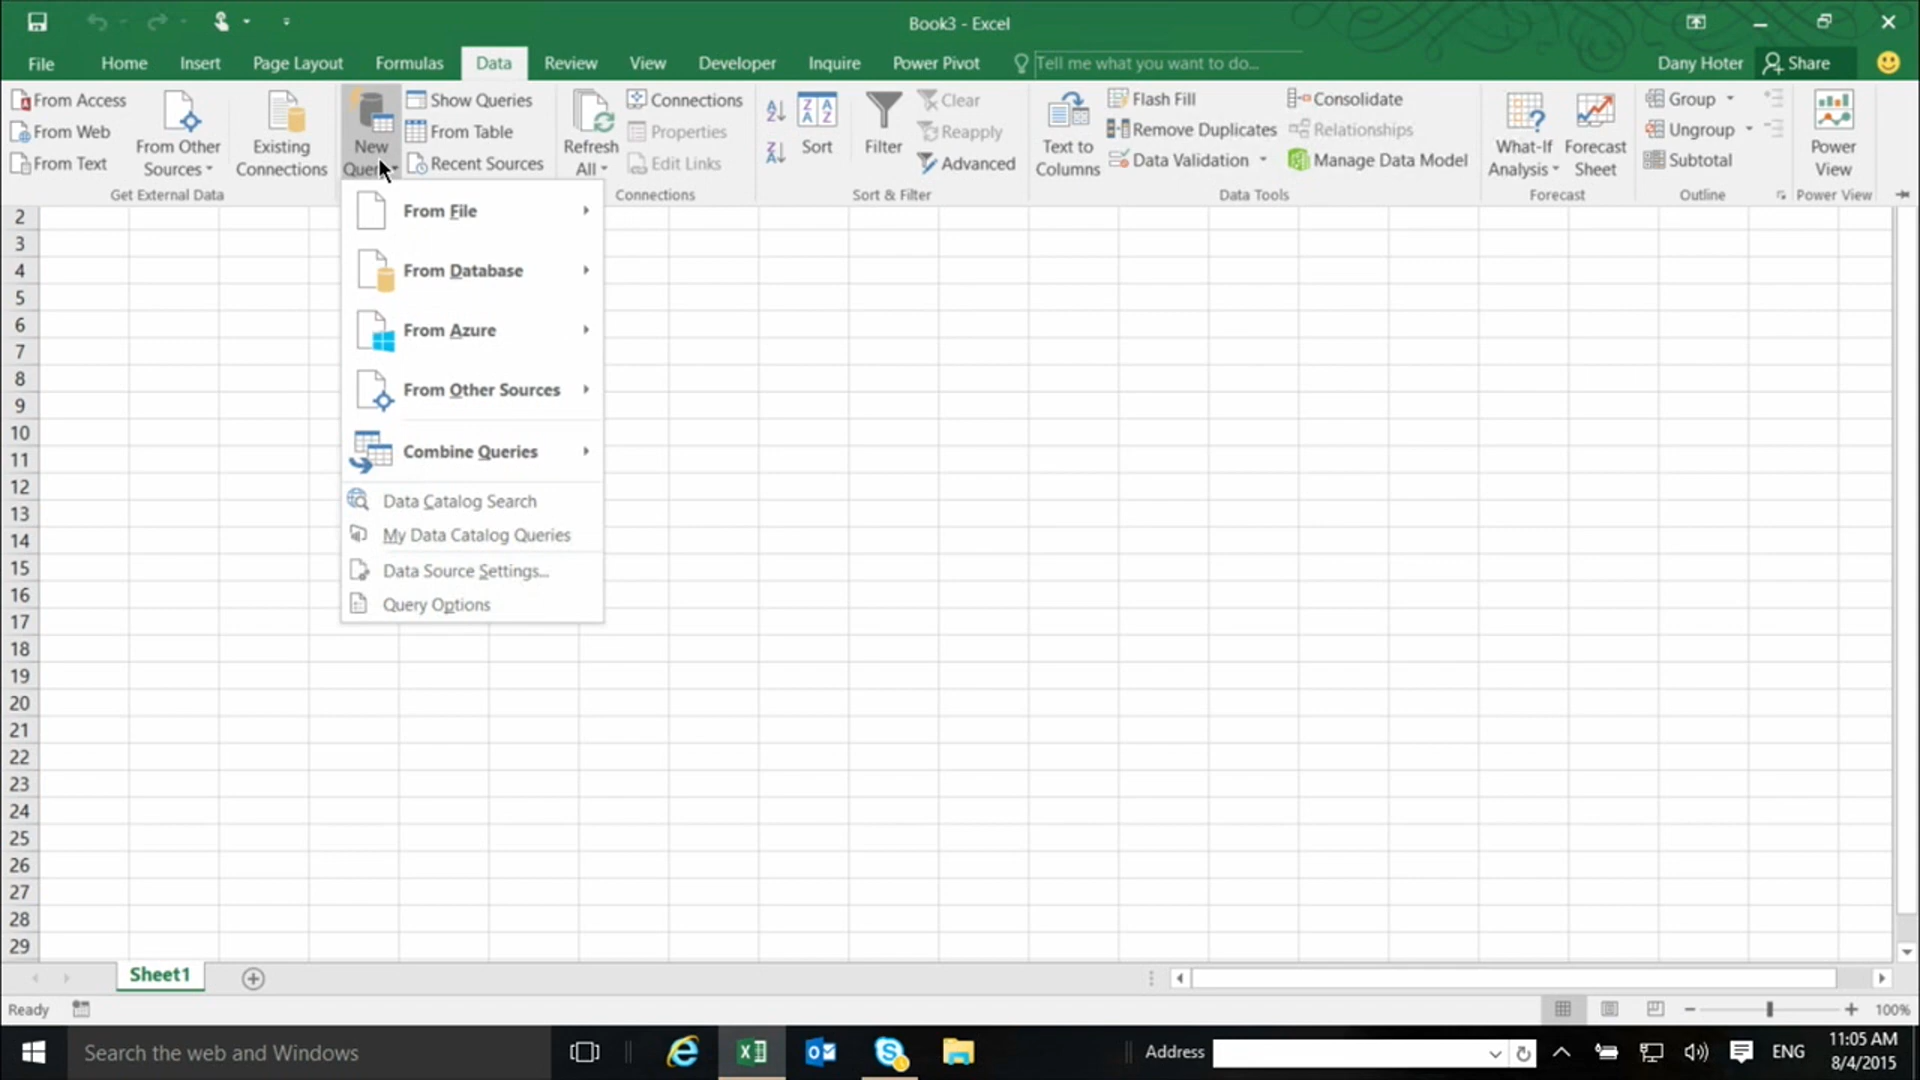 Book3 - Excel
File Home Insert Page Layout Formulas Data Review View Developer Inquire Power Pivot Tell me what you want to do... Dany Hoter Share
From Access
From Web
From Text
From Other Sources
Get External Data
Existing Connections
New Query
Show Queries
From Table
Recent Sources
Refresh All
Connections
Properties
Edit Links
Connections
Sort
Filter
Clear
Reapply
Advanced
Sort & Filter
Text to Columns
Flash Fill
Remove Duplicates
Data Validation
Consolidate
Relationships
Manage Data Model
Data Tools
What-If Analysis
Forecast Sheet
Forecast
Group
Ungroup
Subtotal
Outline
Power View
Power View
From File
From Database
From Azure
From Other Sources
Combine Queries
Data Catalog Search
My Data Catalog Queries
Data Source Settings...
Query Options
2
3
4
5
6
7
8
9
10
11
12
13
14
15
16
17
18
19
20
21
22
23
24
25
26
27
28
29
Sheet1
Ready
100%
Search the web and Windows
Address
ENG
11:05 AM
8/4/2015